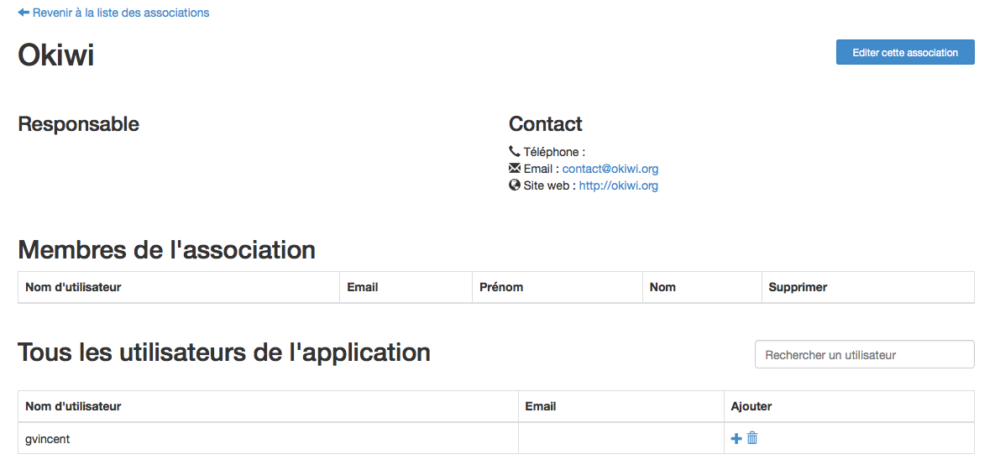 Revenir à la liste des associations
Okiwi
Editer cette association
Responsable
Contact
Téléphone :
Email : contact@okiwi.org
Site web : http://okiwi.org
Membres de l'association
Nom d'utilisateur Email Prénom Nom Supprimer
Tous les utilisateurs de l'application
Rechercher un utilisateur
Nom d'utilisateur Email Ajouter
gvincent